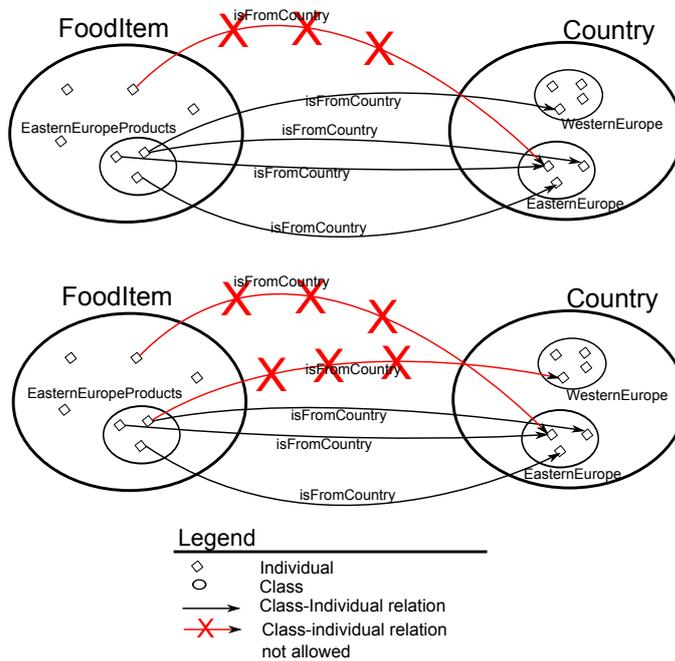 isFromCountry
FoodItem
Country
isFromCountry
WesternEurope
EasternEuropeProducts
isFromCountry
isFromCountry
EasternEurope
isFromCountry
isFromCountry
FoodItem
Country
isFromCountry
EasternEuropeProducts
WesternEurope
isFromCountry
isFromCountry
EasternEurope
isFromCountry
Legend
Individual
Class
Class-Individual relation
Class-individual relation
not allowed